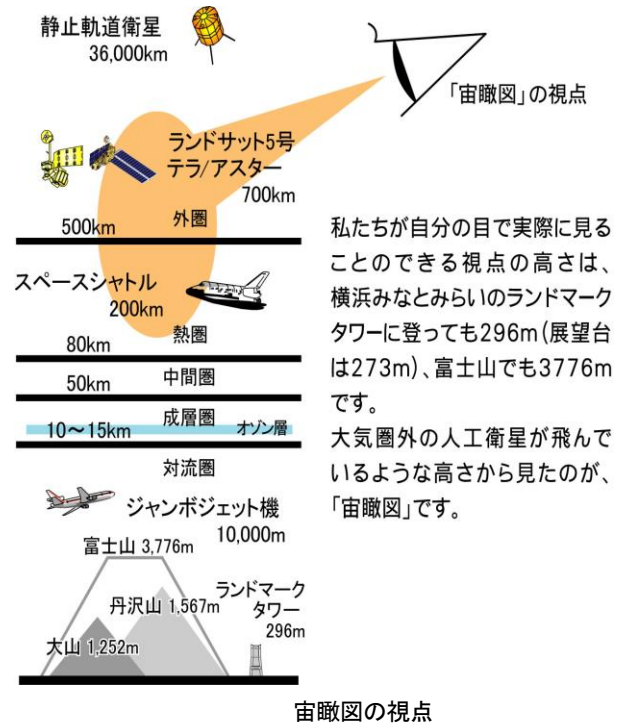 静止軌道衛星
36,000km
「宙瞰図」の視点
ランドサット5号
テラ/アスター
700km
500km
外圏
スペースシャトル
200km
熱圏
80km
中間圏
50km
成層圏
10～15km
オゾン層
対流圏
ジャンボジェット機
10,000m
富士山 3,776m
丹沢山 1,567m
ランドマーク
タワー
296m
大山 1,252m
私たちが自分の目で実際に見る
ことのできる視点の高さは、
横浜みなとみらいのランドマーク
タワーに登っても296m(展望台
は273m)、富士山でも3776m
です。
大気圏外の人工衛星が飛んで
いるような高さから見たのが、
「宙瞰図」です。
宙瞰図の視点